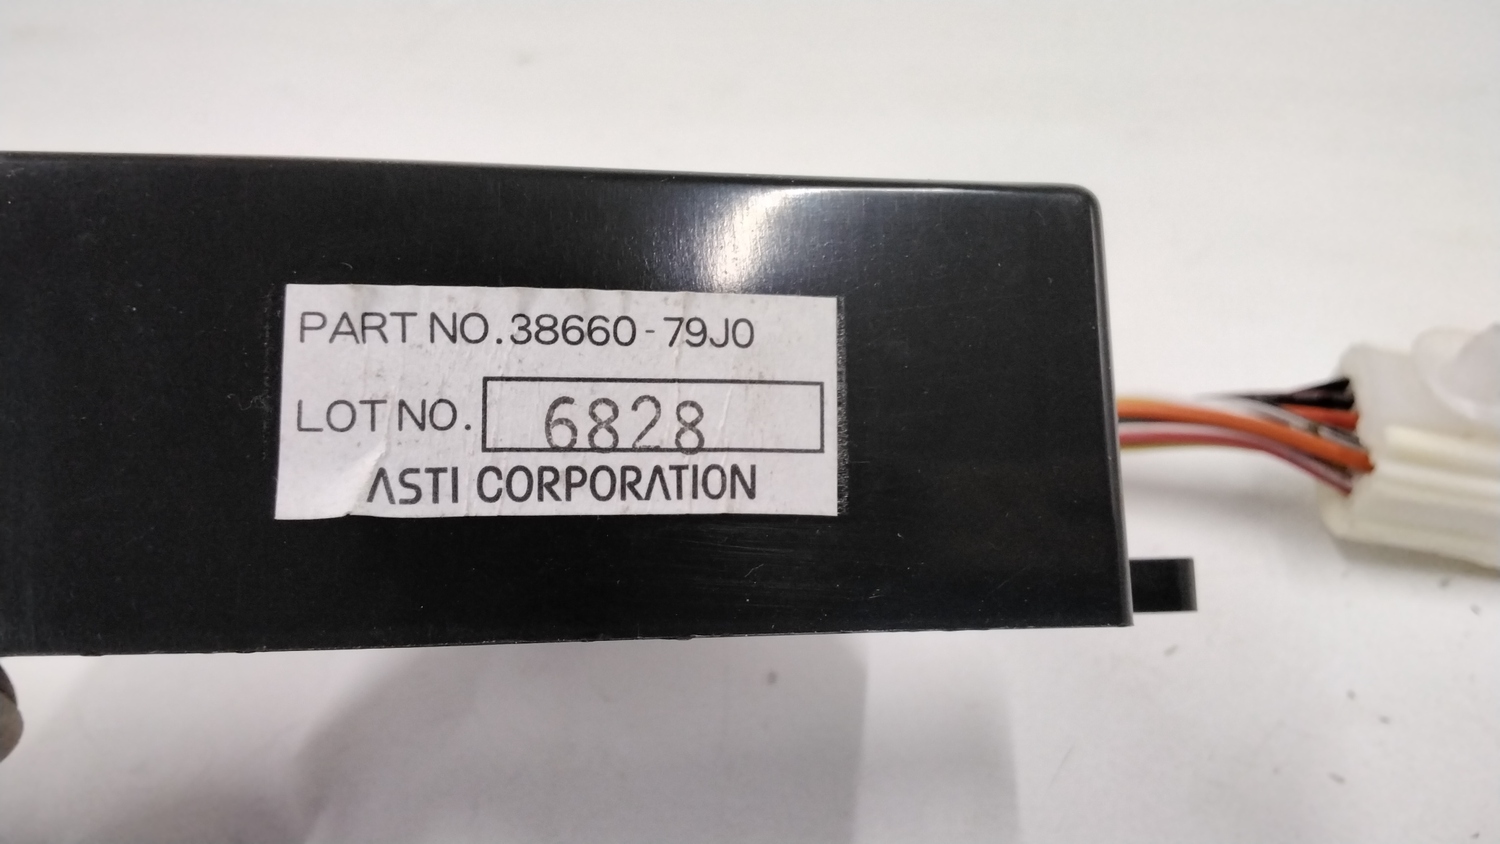 PART NO. 38660-79J0
LOT NO. 6828
ASTI CORPORATION